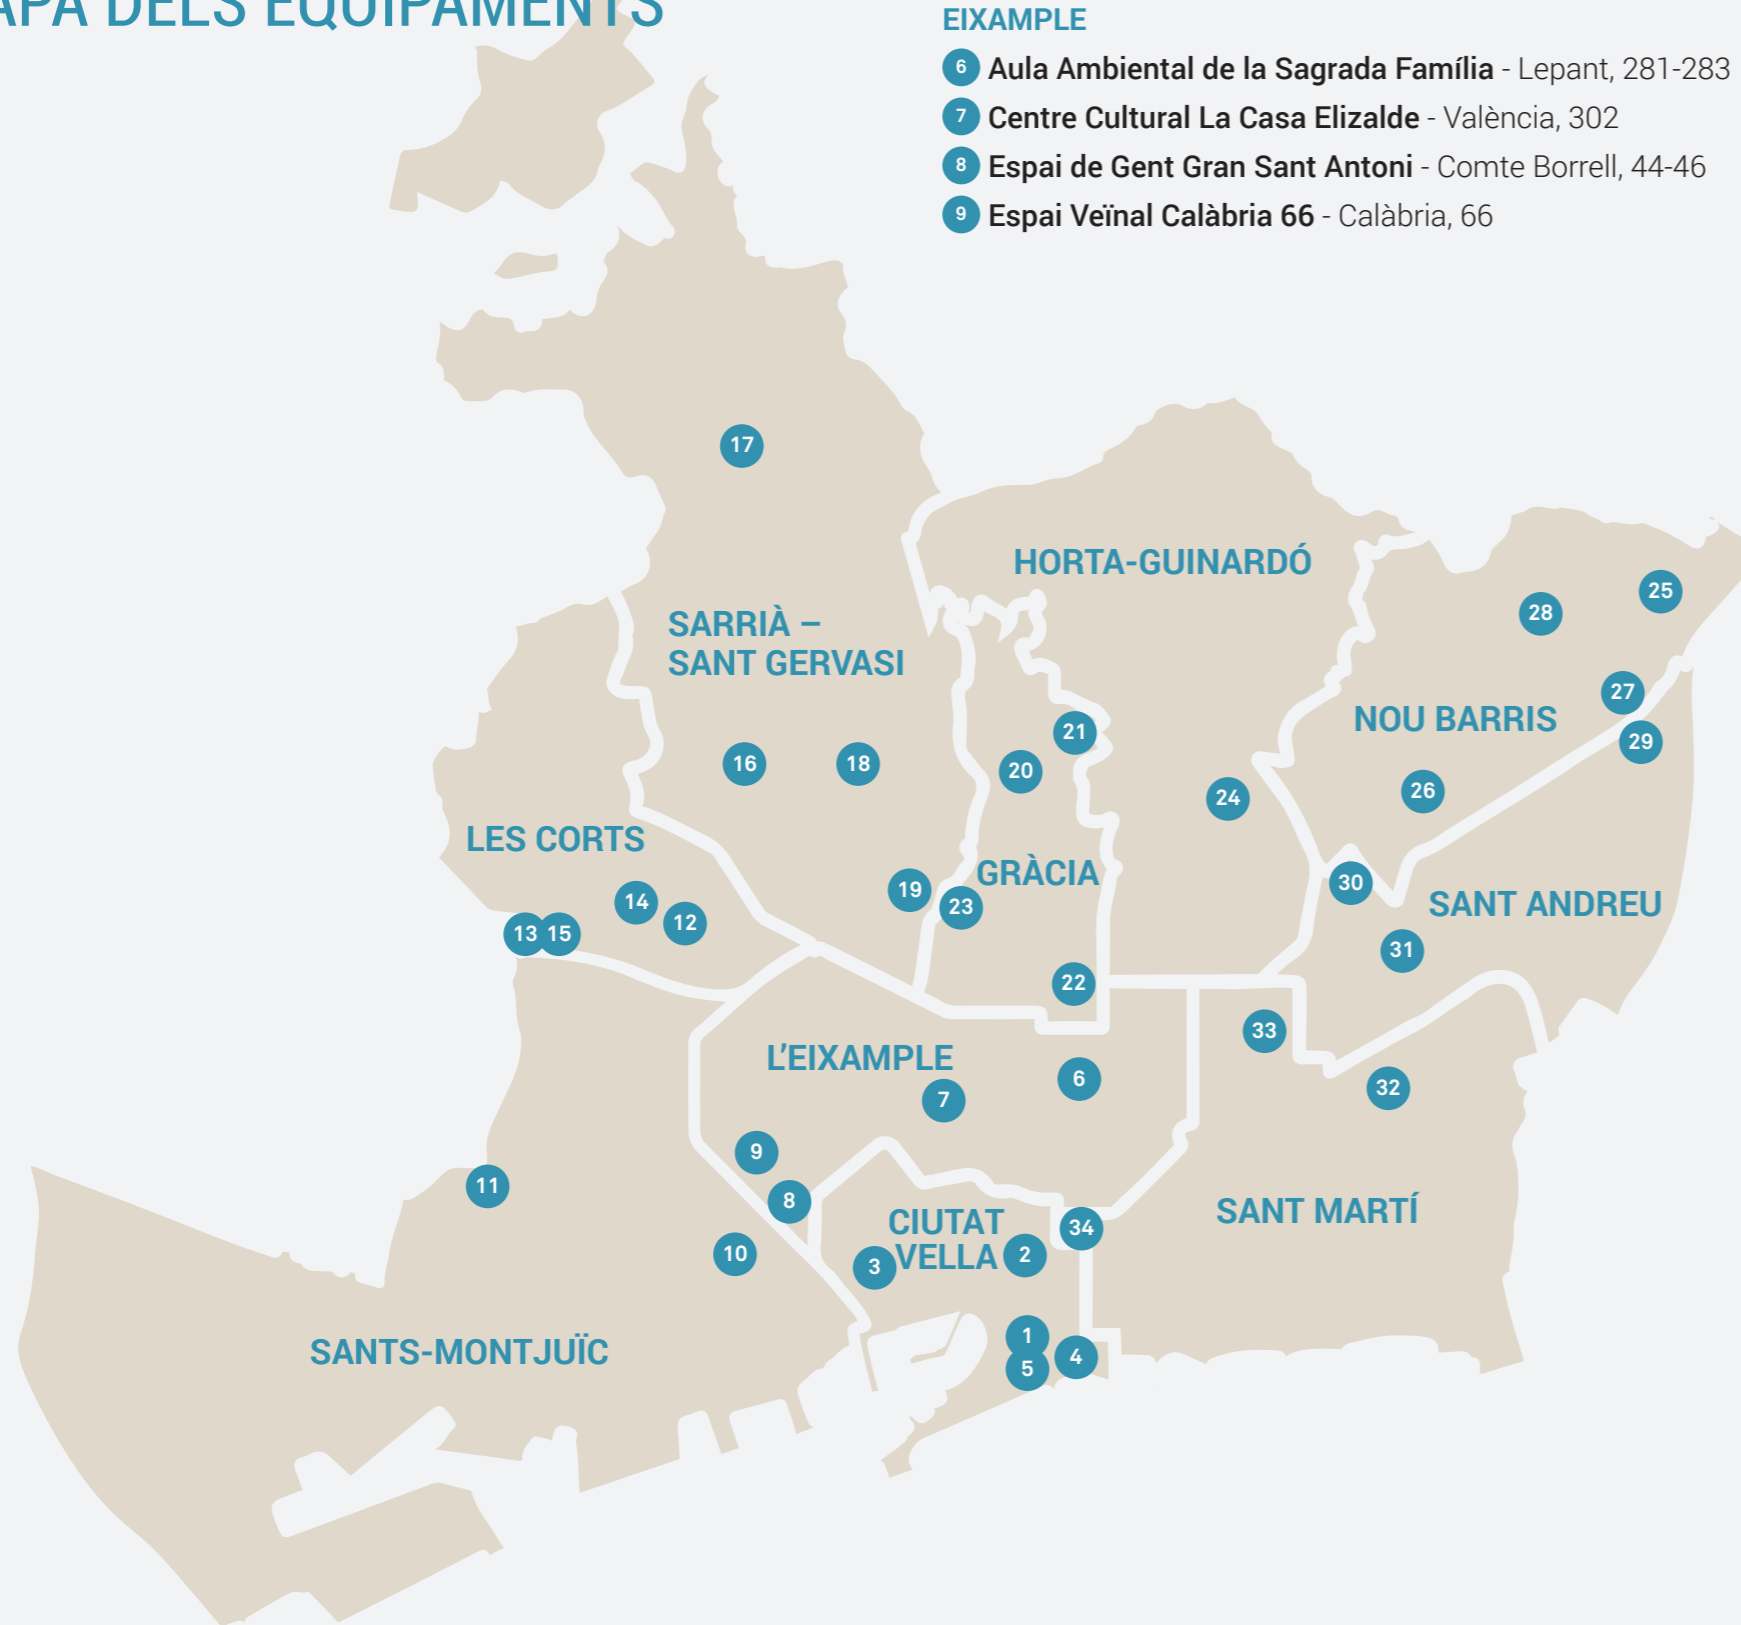 APA DELS EQUIPAMENTS
EIXAMPLE
6 Aula Ambiental de la Sagrada Família - Lepant, 281-283
7 Centre Cultural La Casa Elizalde - València, 302
8 Espai de Gent Gran Sant Antoni - Comte Borrell, 44-46
9 Espai Veïnal Calàbria 66 - Calàbria, 66
17
HORTA-GUINARDÓ
25
28
SARRIÀ –
SANT GERVASI
27
NOU BARRIS
21
29
16
18
20
26
24
LES CORTS
GRÀCIA
30
19
SANT ANDREU
14
23
12
13
15
31
22
33
L'EIXAMPLE
6
32
7
9
11
8
SANT MARTÍ
CIUTAT
34
10
3
VELLA
2
1
SANTS-MONTJUÏC
4
5